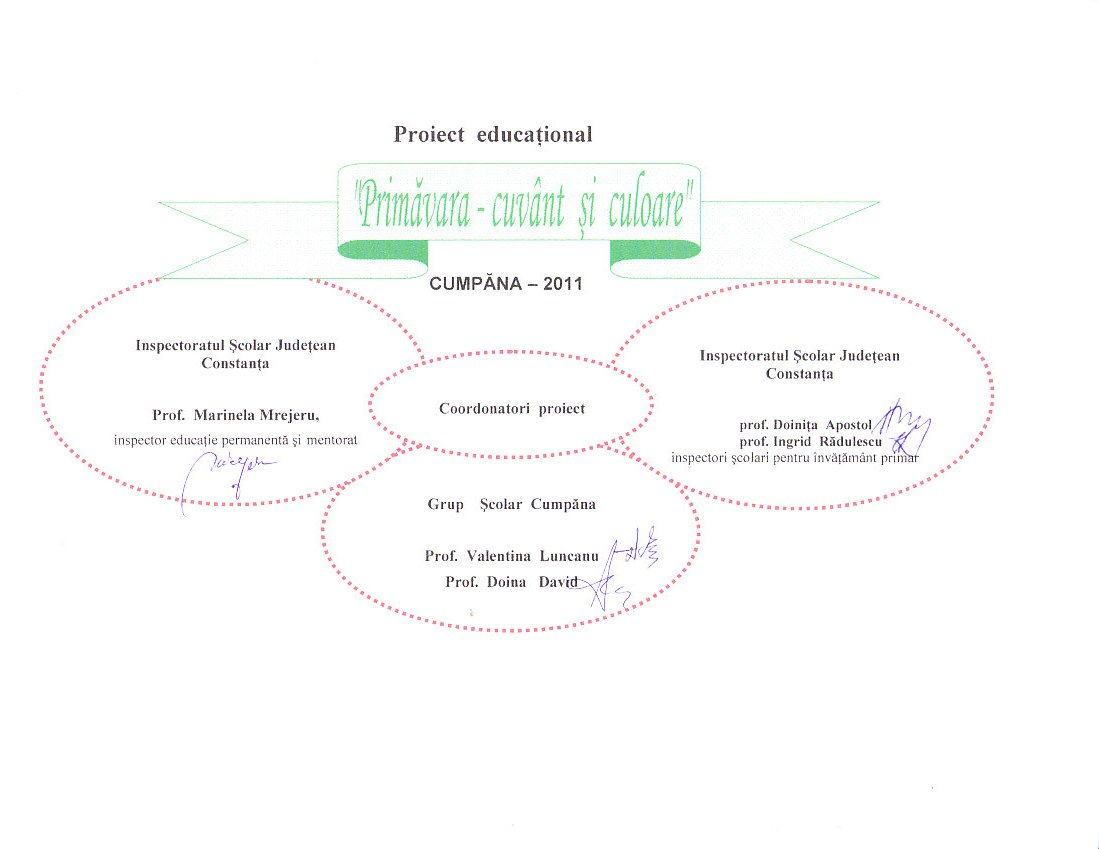 Proiect educațional
"Primăvara - cuvânt și culoare"
CUMPĂNA – 2011
Inspectoratul Școlar Județean
Constanța
Prof. Marinela Mrejeru,
inspector educație permanentă și mentorat
Coordonatori proiect
Inspectoratul Școlar Județean
Constanța
prof. Doinița Apostol
prof. Ingrid Rădulescu
inspectori școlari pentru învățământ primar
Grup Școlar Cumpăna
Prof. Valentina Luncanu
Prof. Doina David